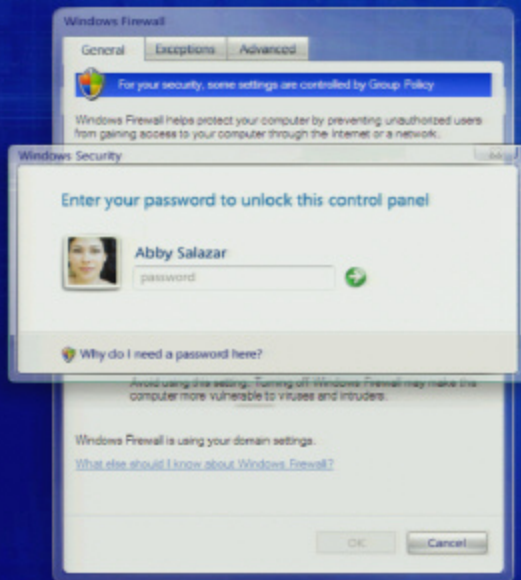 Windows Firewall
General Exceptions Advanced
For your security, some settings are controlled by Group Policy
Windows Firewall helps protect your computer by preventing unauthorized users
from gaining access to your computer through the Internet or a network.
Windows Security
Enter your password to unlock this control panel
Abby Salazar
password
Why do I need a password here?
Avoid using this setting. Turning off Windows Firewall may make this
computer more vulnerable to viruses and intruders.
Windows Firewall is using your domain settings.
What else should I know about Windows Firewall?
OK Cancel